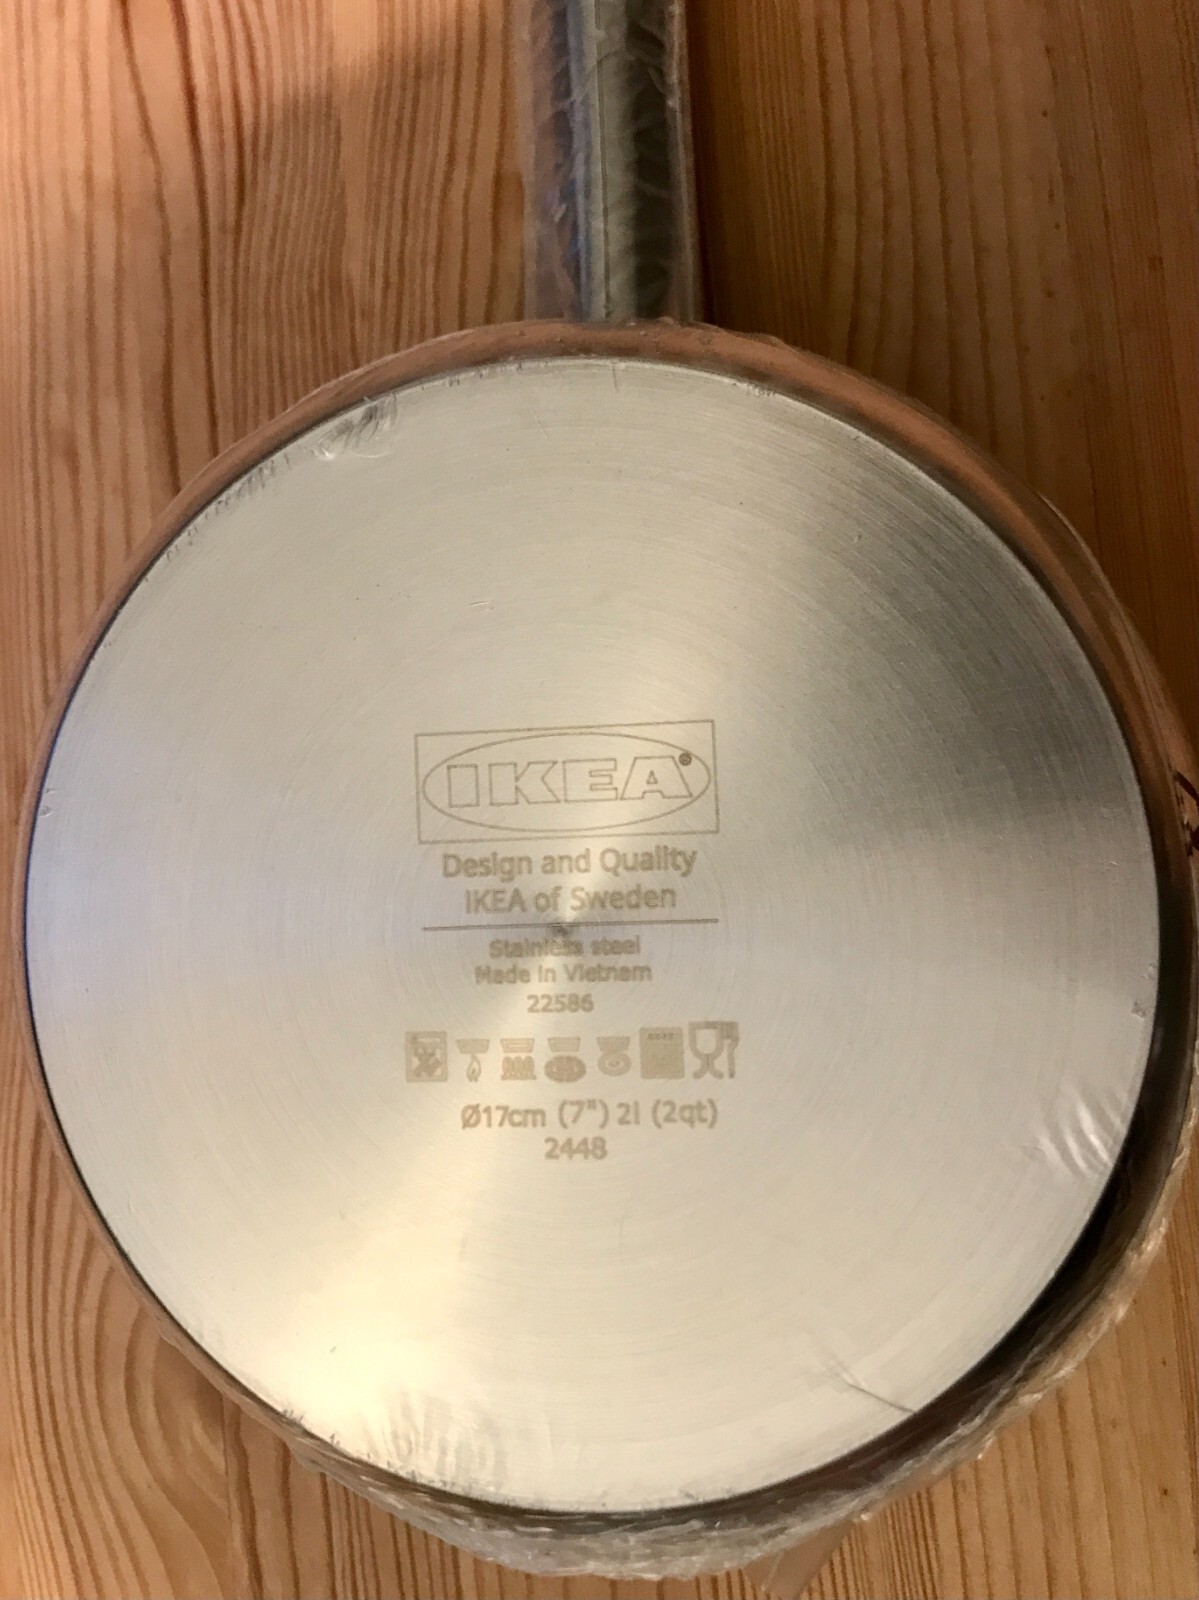 IKEA®
Design and Quality
IKEA of Sweden
Stainless steel
Made in Vietnam
22586
Ø17cm (7") 2l (2qt)
2448